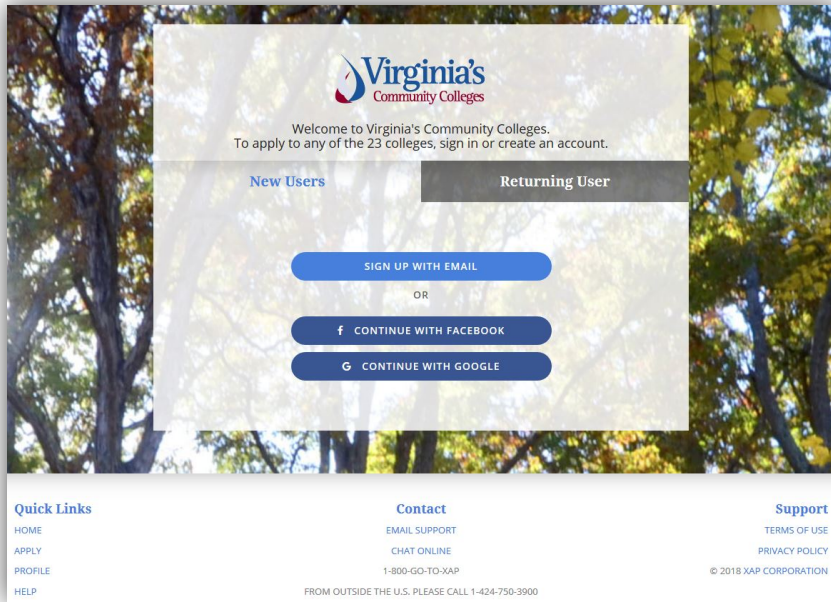 Virginia's
Community Colleges
Welcome to Virginia's Community Colleges.
To apply to any of the 23 colleges, sign in or create an account.
New Users
Returning User
SIGN UP WITH EMAIL
OR
f CONTINUE WITH FACEBOOK
G CONTINUE WITH GOOGLE
Quick Links
HOME
APPLY
PROFILE
HELP
Contact
EMAIL SUPPORT
CHAT ONLINE
1-800-GO-TO-XAP
FROM OUTSIDE THE U.S. PLEASE CALL 1-424-750-3900
Support
TERMS OF USE
PRIVACY POLICY
© 2018 XAP CORPORATION